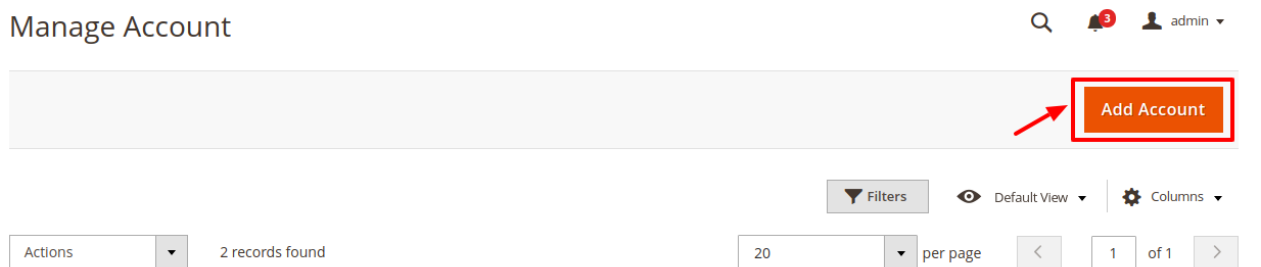 Manage Account
3
admin
Add Account
Filters
Default View
Columns
Actions
2 records found
20
per page
1
of 1